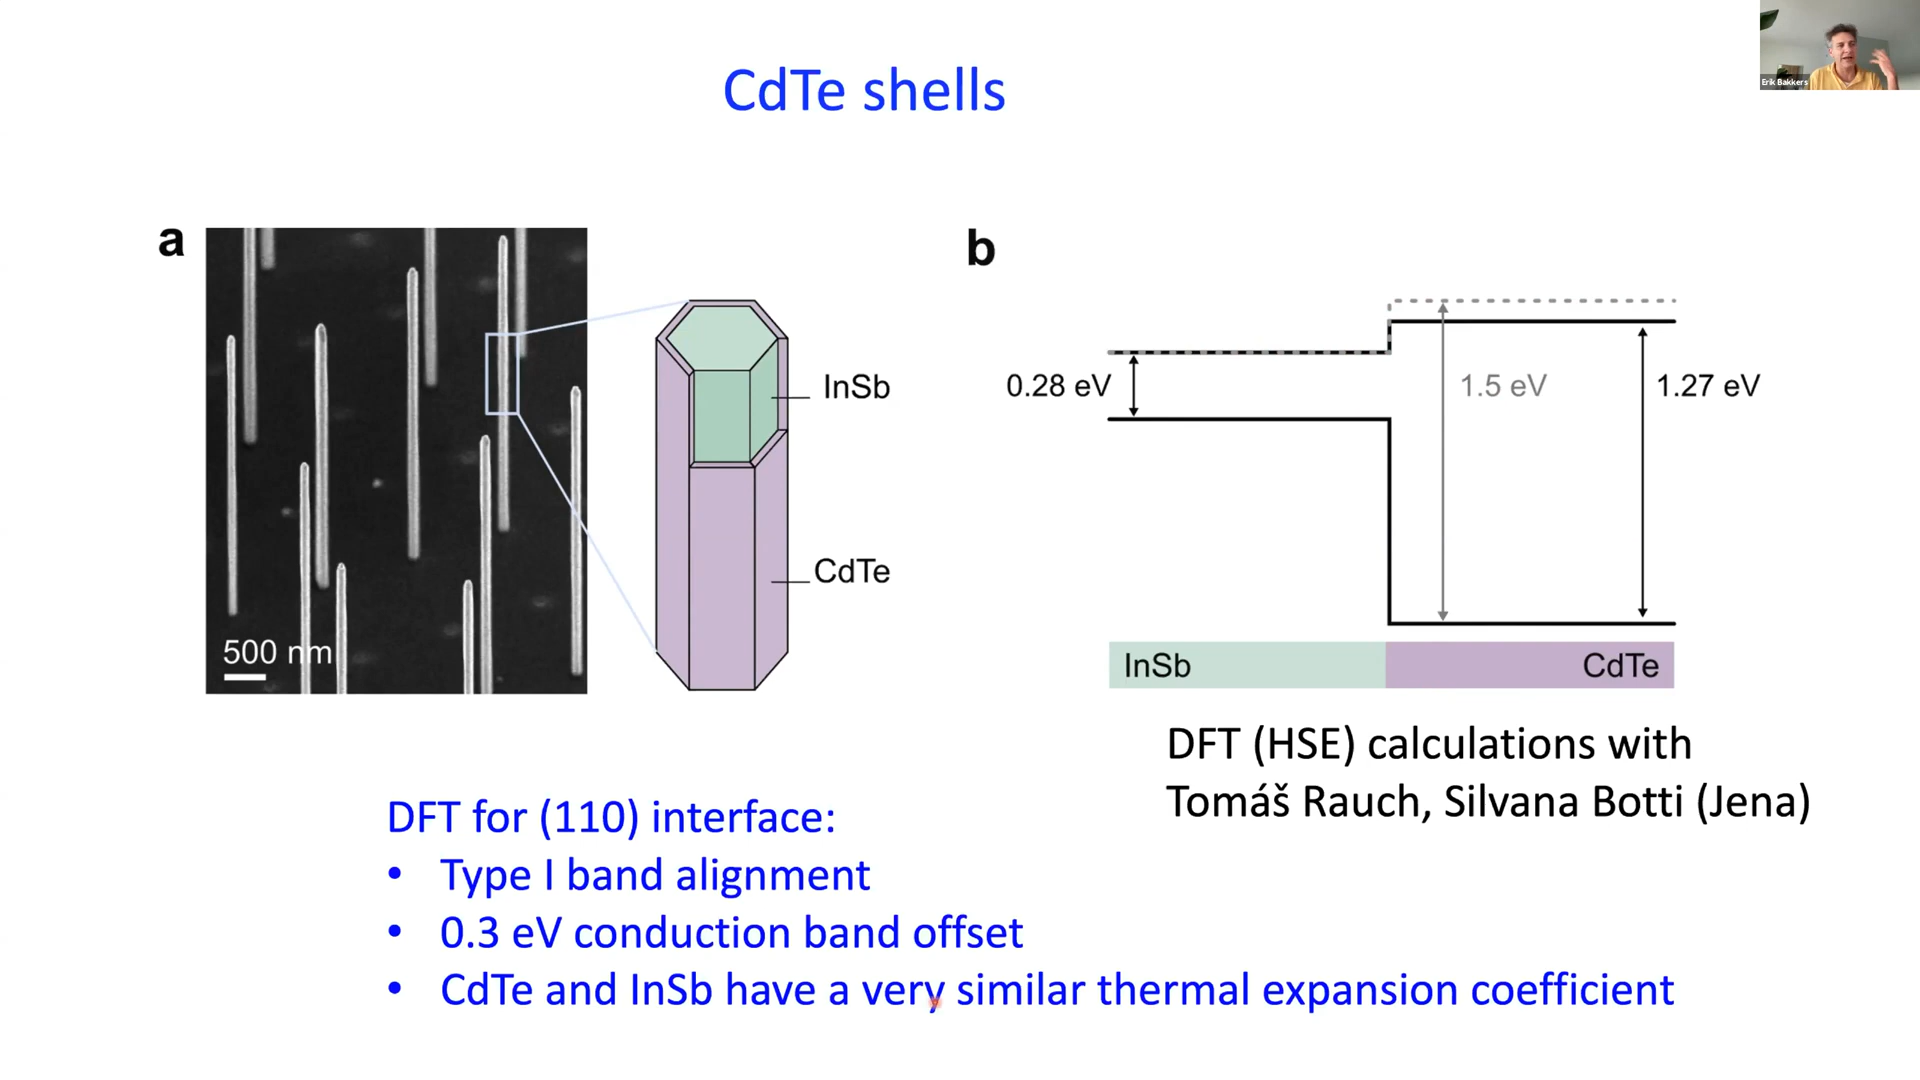 CdTe shells
Erik Bakkers
a
500 nm
InSb
CdTe
b
0.28 eV
1.5 eV
1.27 eV
InSb
CdTe
DFT (HSE) calculations with
Tomáš Rauch, Silvana Botti (Jena)
DFT for (110) interface:
• Type I band alignment
• 0.3 eV conduction band offset
• CdTe and InSb have a very similar thermal expansion coefficient